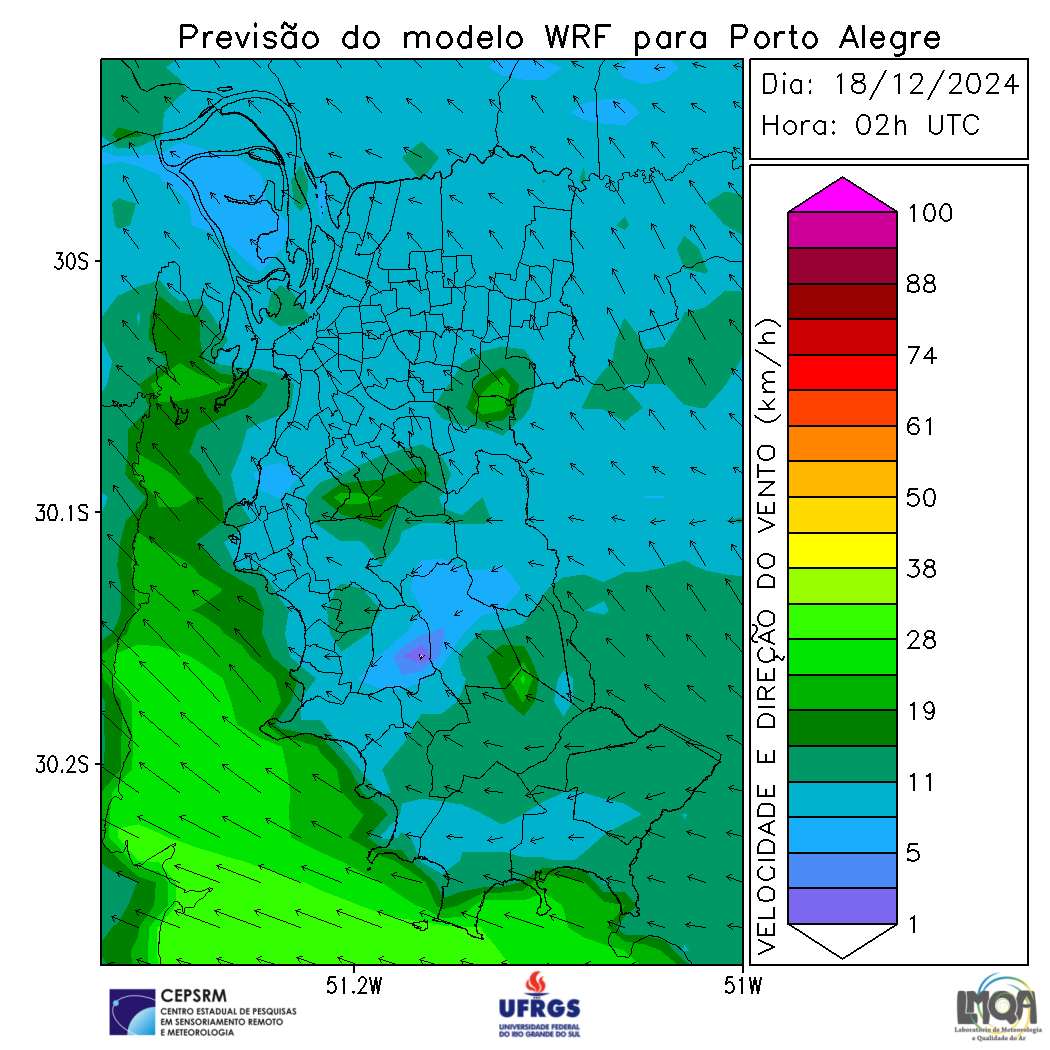 Previsão do modelo WRF para Porto Alegre
Dia: 18/12/2024
Hora: 02h UTC
30S
30.1S
30.2S
51.2W
51W
VELOCIDADE E DIREÇÃO DO VENTO (km/h)
100
88
74
61
50
38
28
19
11
5
1
CEPSRM
CENTRO ESTADUAL DE PESQUISAS
EM SENSORIAMENTO REMOTO
E METEOROLOGIA
UFRGS
UNIVERSIDADE FEDERAL
DO RIO GRANDE DO SUL
LMQA
Laboratório de Meteorologia
e Qualidade do Ar